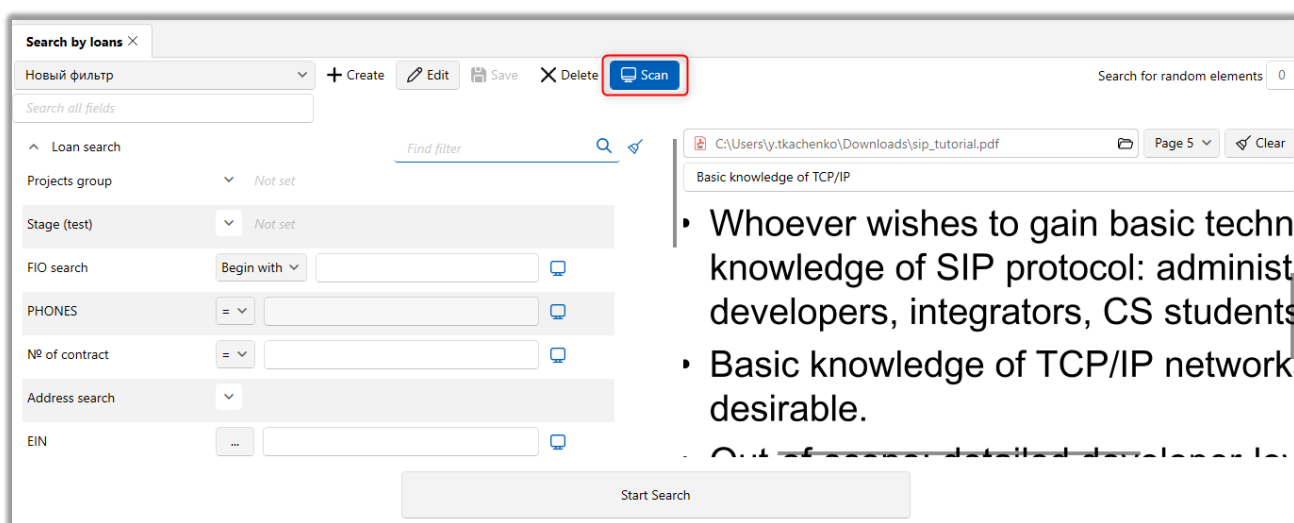 Search by loans
Новый фильтр Create Edit Save Delete Scan Search for random elements 0
Search all fields
Loan search Find filter
Projects group Not set
Stage (test) Not set
FIO search Begin with
PHONES =
№ of contract =
Address search
EIN ...
C:\Users\y.tkachenko\Downloads\sip_tutorial.pdf Page 5 Clear
Basic knowledge of TCP/IP
• Whoever wishes to gain basic techn
knowledge of SIP protocol: administ
developers, integrators, CS students
• Basic knowledge of TCP/IP network
desirable.
Start Search